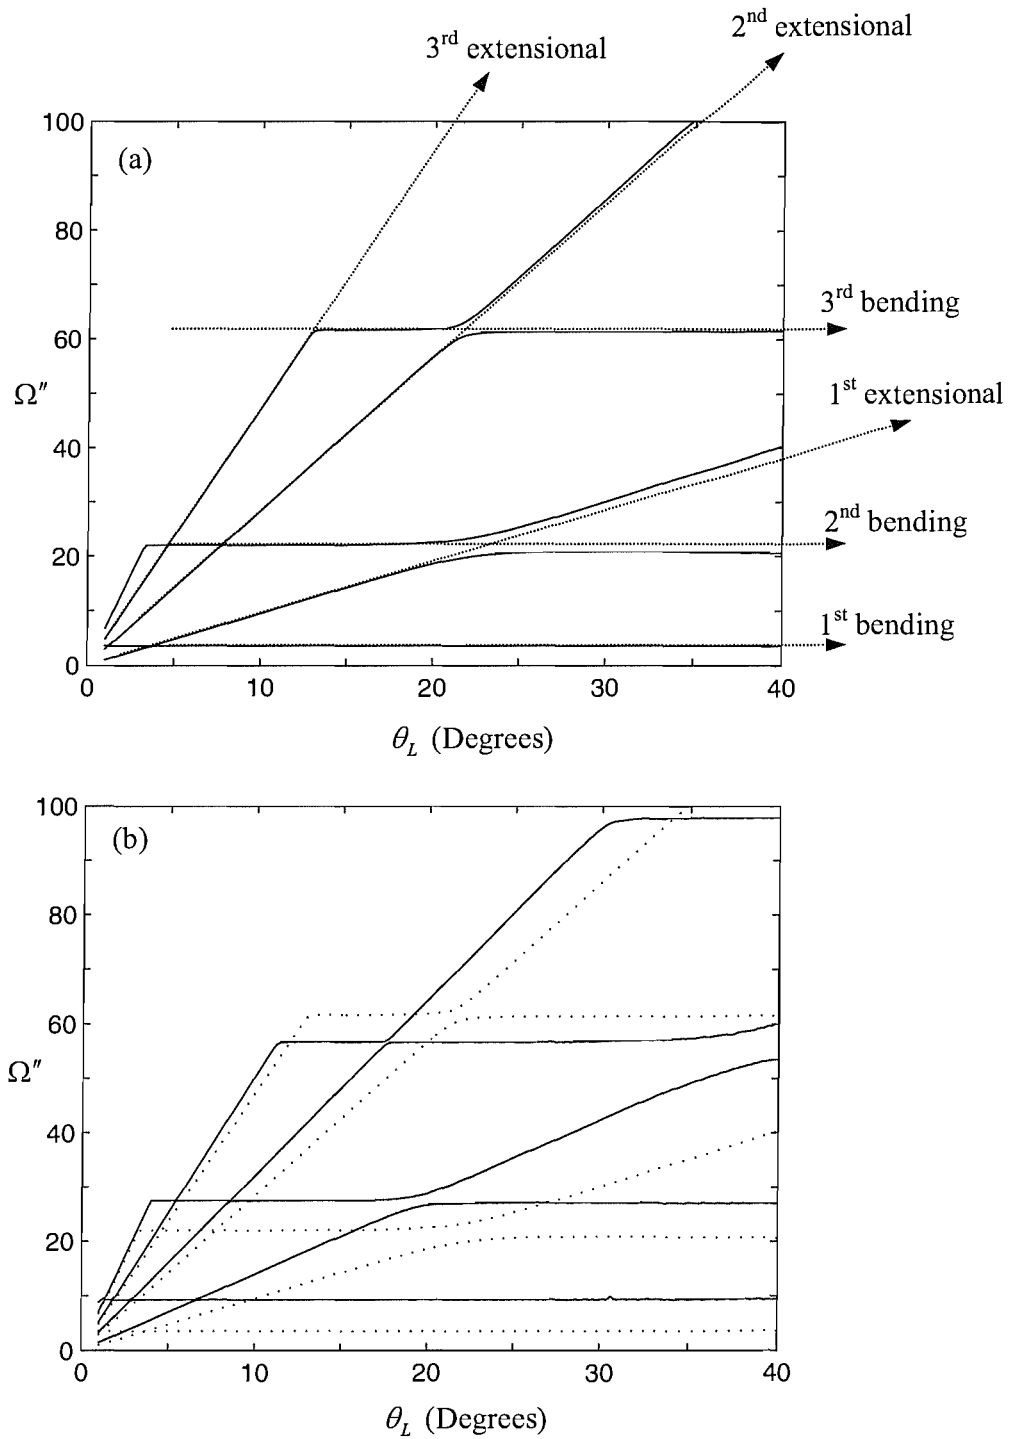 3rd extensional
2nd extensional
100
(a)
80
3rd bending
60
Ω″
1st extensional
40
2nd bending
20
1st bending
0
0 10 20 30 40
θL (Degrees)
100
(b)
80
60
Ω″
40
20
0
0 10 20 30 40
θL (Degrees)